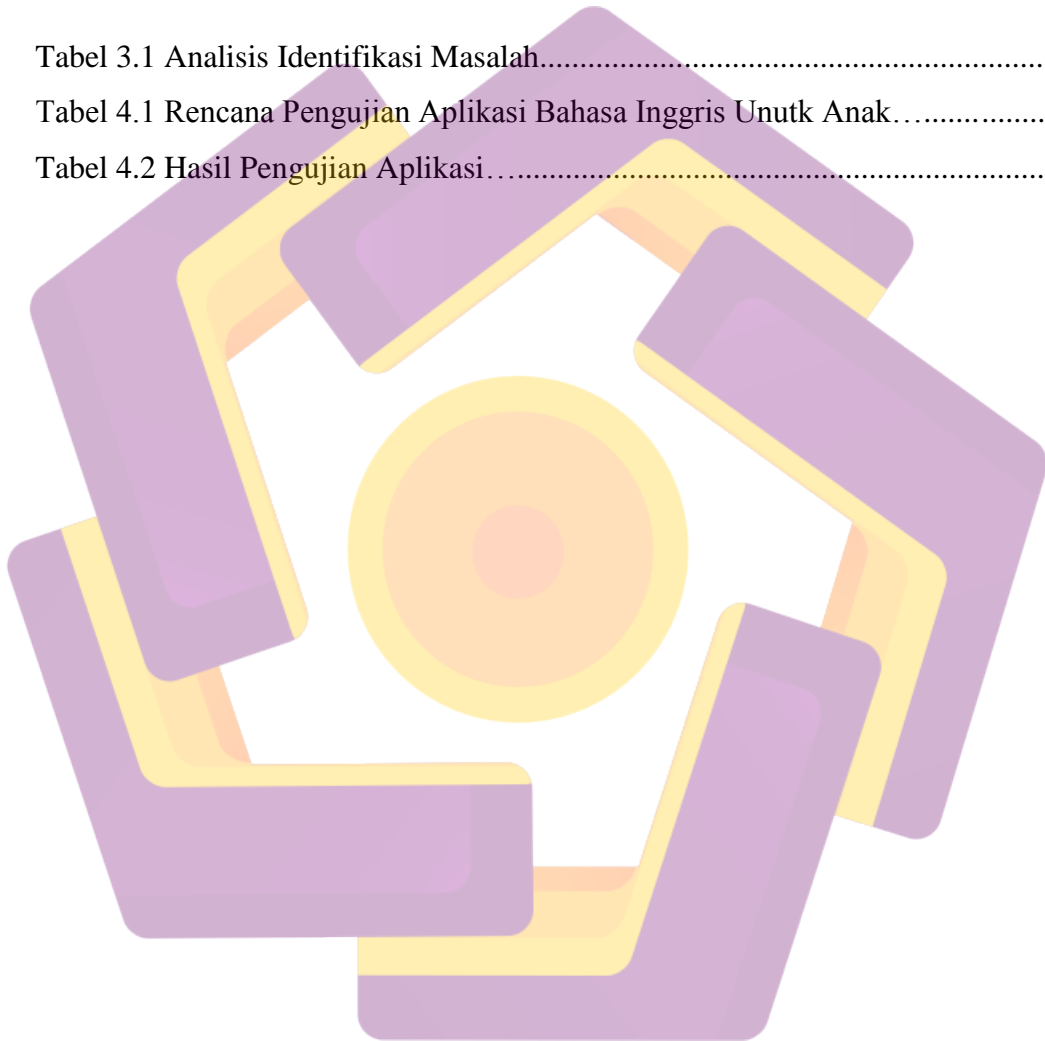 Tabel 3.1 Analisis Identifikasi Masalah................................................................
Tabel 4.1 Rencana Pengujian Aplikasi Bahasa Inggris Unutk Anak…...............
Tabel 4.2 Hasil Pengujian Aplikasi…..................................................................